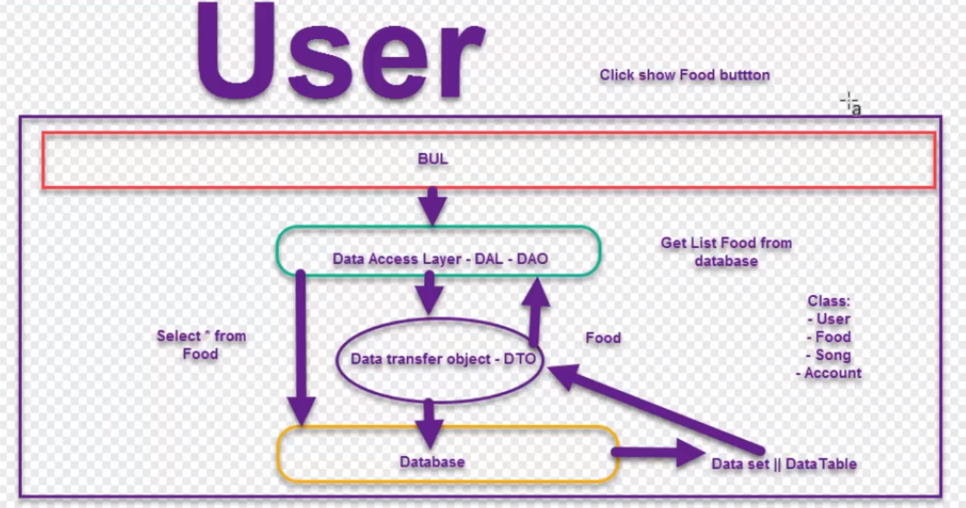 User
Click show Food buttton
a
BUL
Data Access Layer - DAL - DAO
Get List Food from
database
Class:
- User
- Food
- Song
- Account
Select * from
Food
Food
Data transfer object - DTO
Database
Data set || DataTable